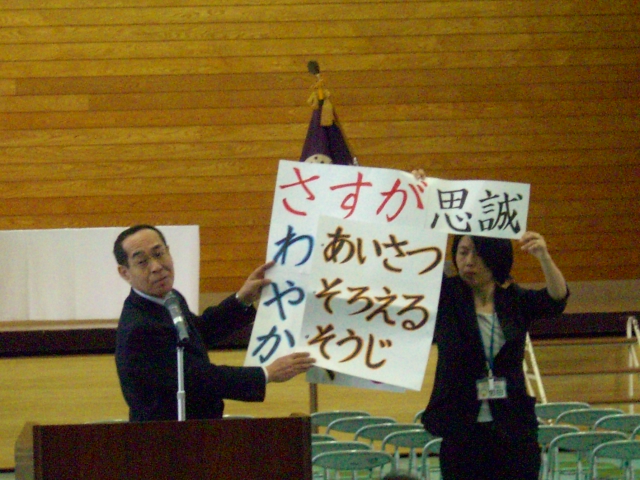 さすが思誠
わ あいさつ
や そろえる
か そうじ